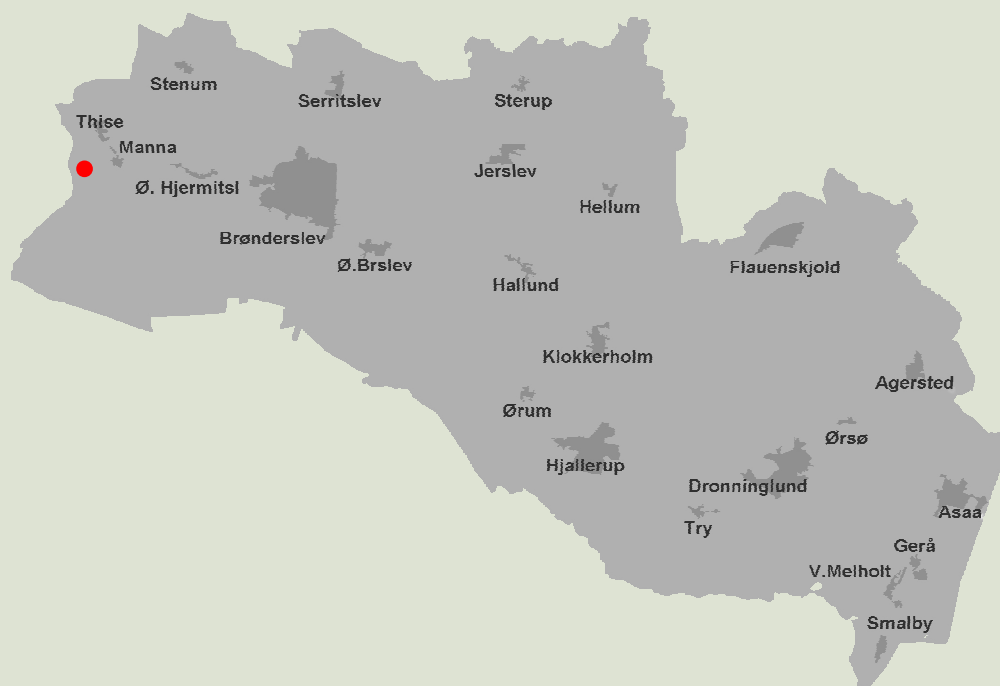 Stenum
Serritslev
Sterup
Thise
Manna
Ø. Hjermitsl
Jerslev
Hellum
Brønderslev
Ø.Brslev
Hallund
Flauenskjold
Klokkerholm
Agersted
Ørum
Ørsø
Hjallerup
Dronninglund
Asaa
Try
Gerå
V.Melholt
Smalby